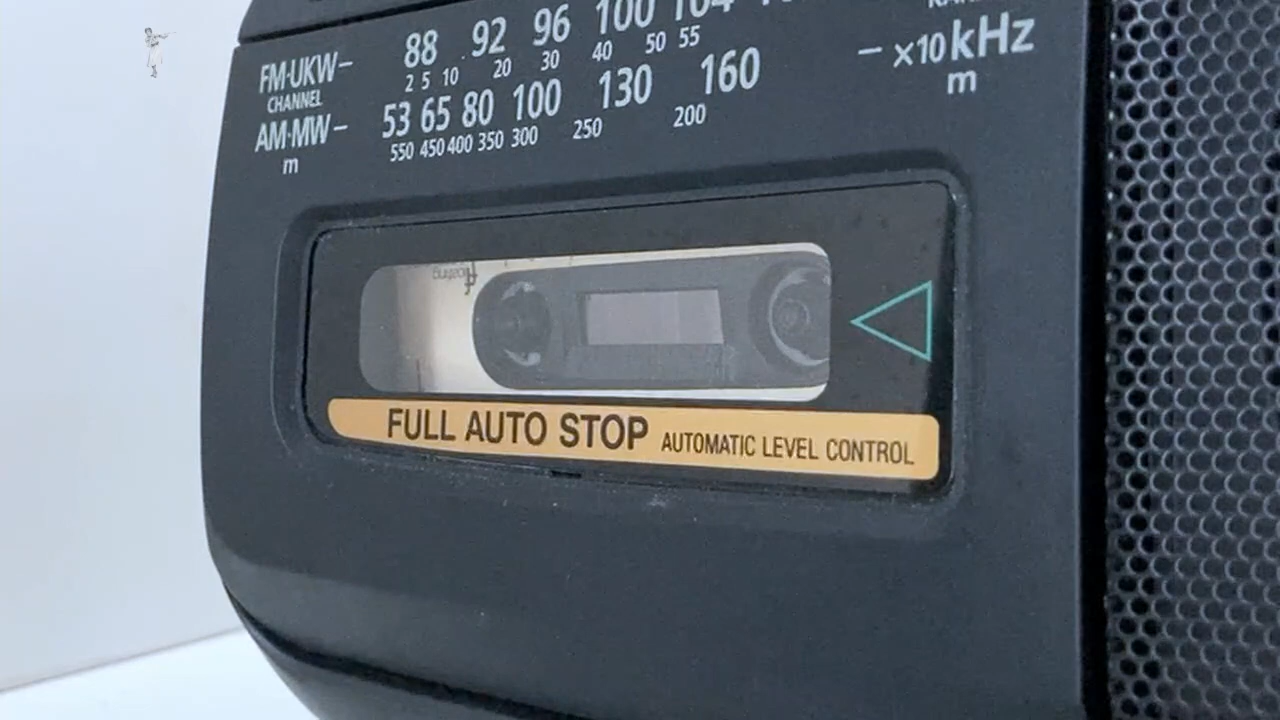 FM·UKW– 88 92 96 100 104
CHANNEL 2 5 10 20 30 40 50 55
AM·MW– 53 65 80 100 130 160 – x10 kHz
m 550 450 400 350 300 250 200 m
floating
FULL AUTO STOP AUTOMATIC LEVEL CONTROL